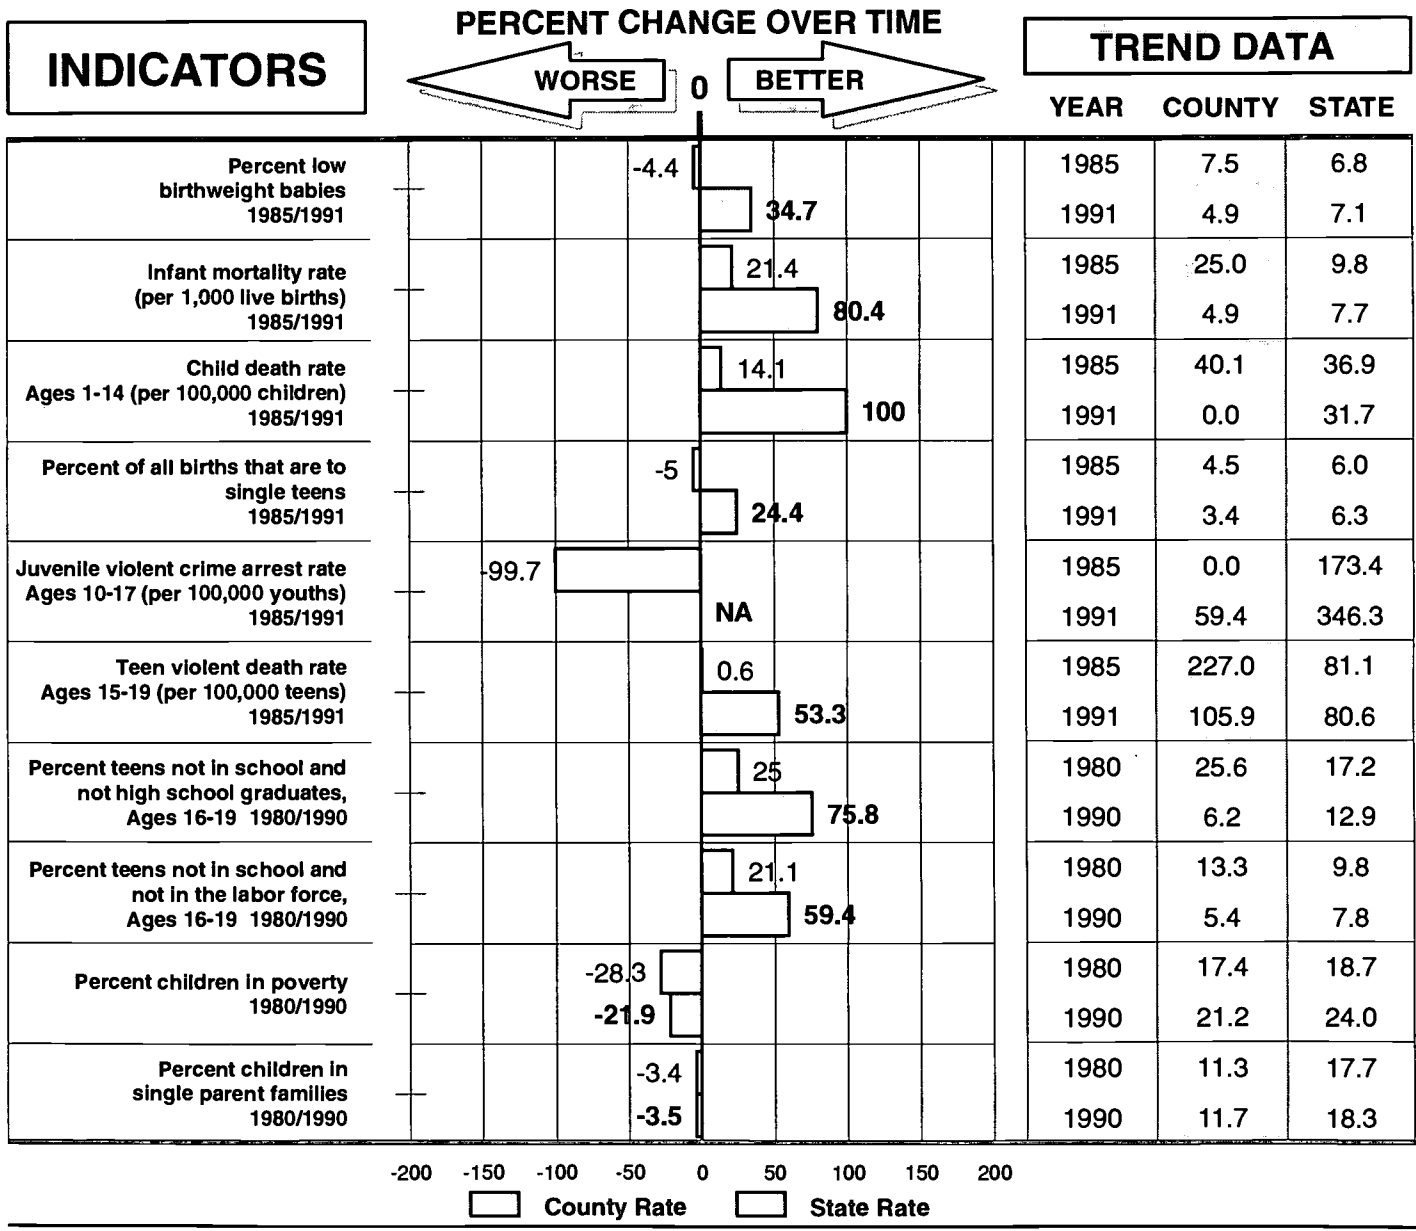 PERCENT CHANGE OVER TIME
INDICATORS
WORSE
0
BETTER
TREND DATA
YEAR COUNTY STATE
Percent low
birthweight babies
1985/1991
-4.4
34.7
1985 7.5 6.8
1991 4.9 7.1
Infant mortality rate
(per 1,000 live births)
1985/1991
21.4
80.4
1985 25.0 9.8
1991 4.9 7.7
Child death rate
Ages 1-14 (per 100,000 children)
1985/1991
14.1
100
1985 40.1 36.9
1991 0.0 31.7
Percent of all births that are to
single teens
1985/1991
-5
24.4
1985 4.5 6.0
1991 3.4 6.3
Juvenile violent crime arrest rate
Ages 10-17 (per 100,000 youths)
1985/1991
-99.7
NA
1985 0.0 173.4
1991 59.4 346.3
Teen violent death rate
Ages 15-19 (per 100,000 teens)
1985/1991
0.6
53.3
1985 227.0 81.1
1991 105.9 80.6
Percent teens not in school and
not high school graduates,
Ages 16-19 1980/1990
25
75.8
1980 25.6 17.2
1990 6.2 12.9
Percent teens not in school and
not in the labor force,
Ages 16-19 1980/1990
21.1
59.4
1980 13.3 9.8
1990 5.4 7.8
Percent children in poverty
1980/1990
-28.3
-21.9
1980 17.4 18.7
1990 21.2 24.0
Percent children in
single parent families
1980/1990
-3.4
-3.5
1980 11.3 17.7
1990 11.7 18.3
-200 -150 -100 -50 0 50 100 150 200
County Rate State Rate